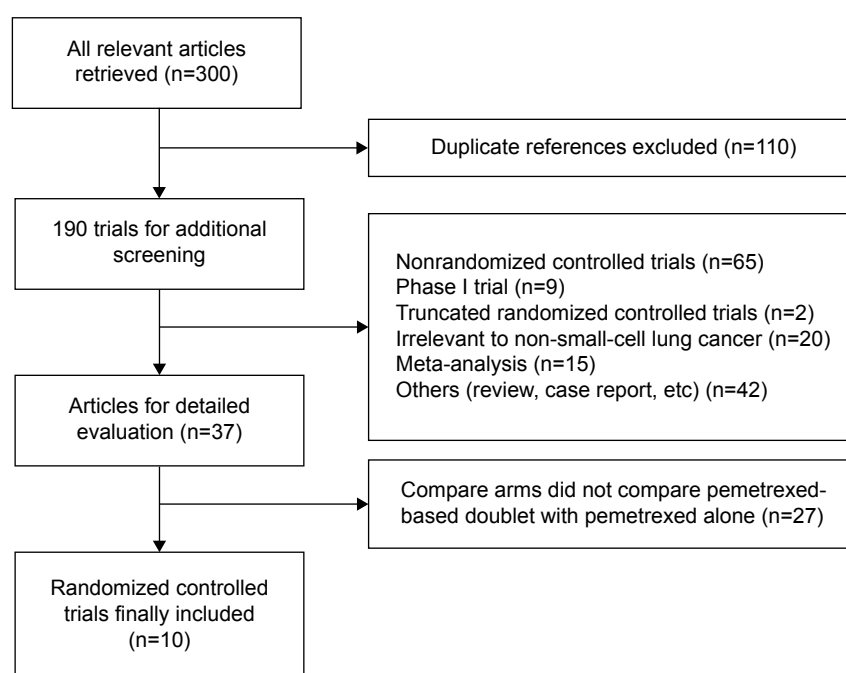 All relevant articles
retrieved (n=300)
Duplicate references excluded (n=110)
190 trials for additional
screening
Nonrandomized controlled trials (n=65)
Phase I trial (n=9)
Truncated randomized controlled trials (n=2)
Irrelevant to non-small-cell lung cancer (n=20)
Meta-analysis (n=15)
Others (review, case report, etc) (n=42)
Articles for detailed
evaluation (n=37)
Compare arms did not compare pemetrexed-
based doublet with pemetrexed alone (n=27)
Randomized controlled
trials finally included
(n=10)